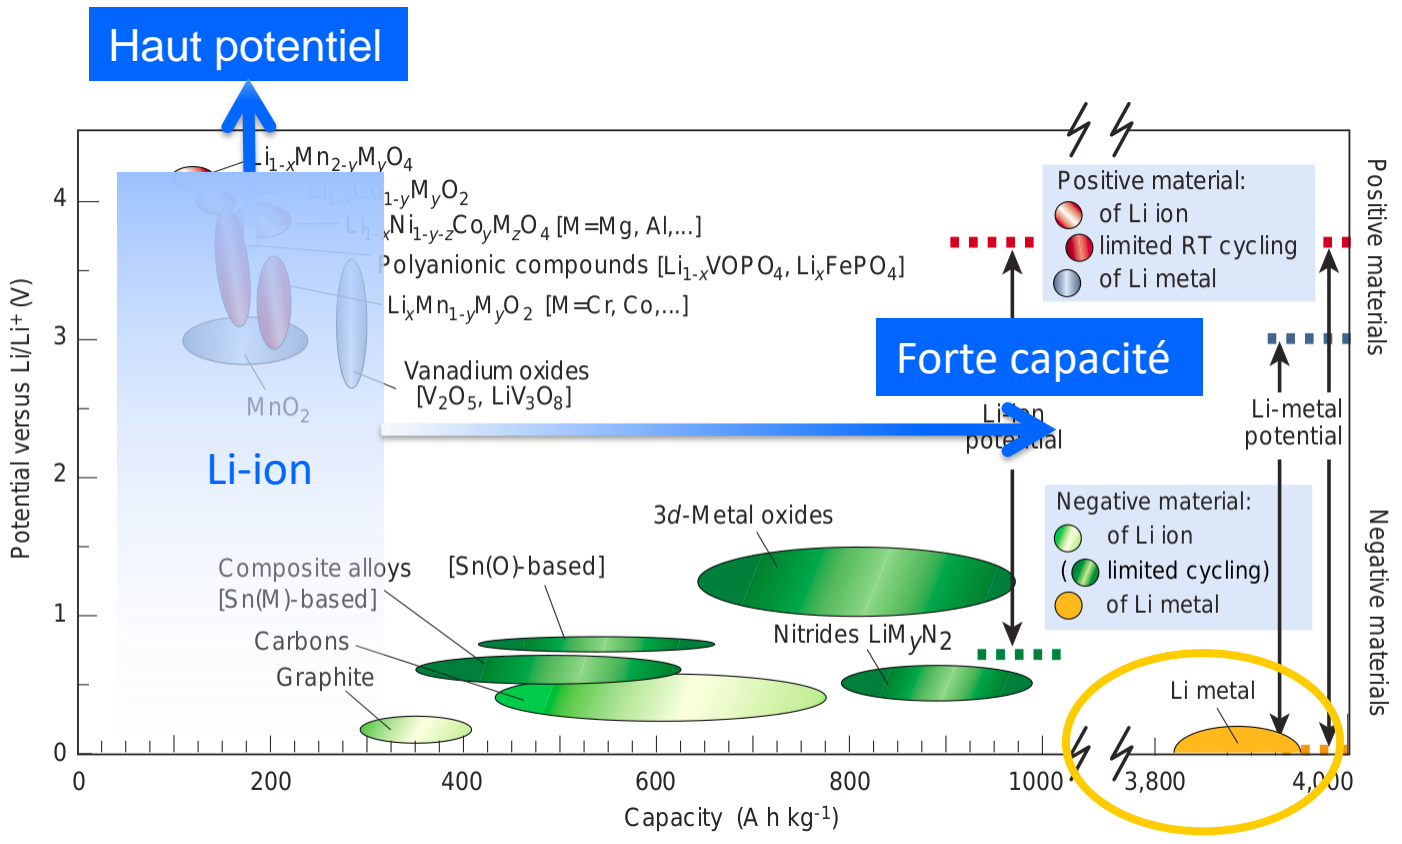 Haut potentiel
Li1-xMn2-yMyO4
Li1-xCo1-yMyO2
Li1-xNi1-y-zCoyMzO4 [M=Mg, Al,...]
Polyanionic compounds [Li1-xVOPO4, LixFePO4]
LixMn1-yMyO2 [M=Cr, Co,...]
Vanadium oxides
[V2O5, LiV3O8]
MnO2
Li-ion
Forte capacité
Li-ion
potential
Li-metal
potential
Positive material:
of Li ion
limited RT cycling
of Li metal
Positive materials
Negative material:
of Li ion
( limited cycling)
of Li metal
Negative materials
3d-Metal oxides
[Sn(O)-based]
Composite alloys
[Sn(M)-based]
Carbons
Graphite
Nitrides LiMyN2
Li metal
Potential versus Li/Li+ (V)
4
3
2
1
0
0 200 400 600 800 1000 3,800 4,000
Capacity (A h kg-1)